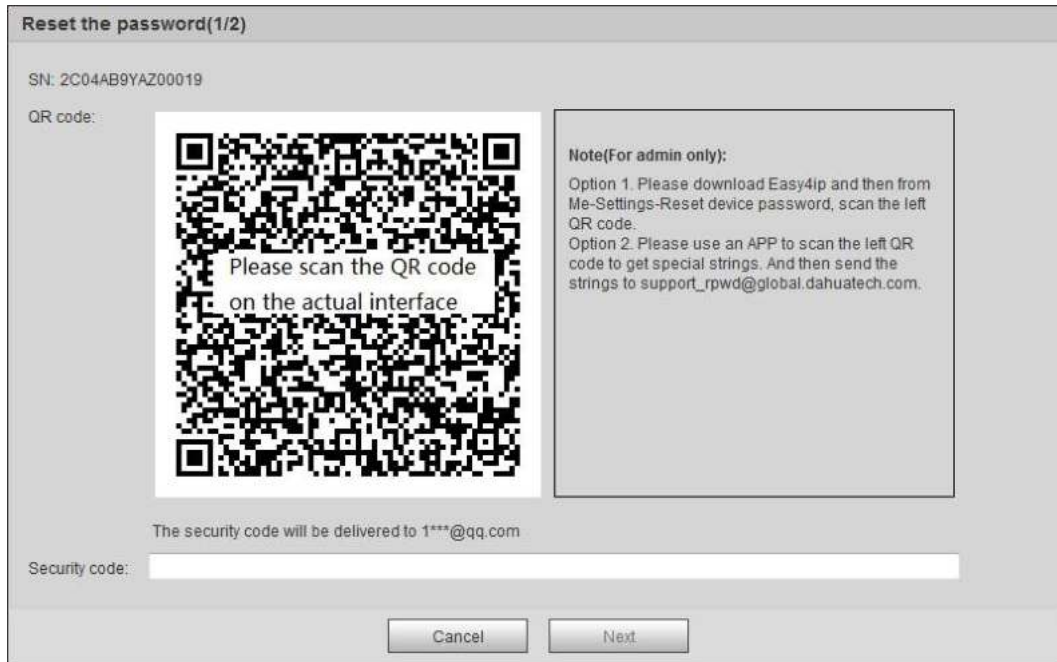 Reset the password(1/2)
SN: 2C04AB9YAZ00019
QR code:
Please scan the QR code
on the actual interface
Note(For admin only):
Option 1. Please download Easy4ip and then from
Me-Settings-Reset device password, scan the left
QR code.
Option 2. Please use an APP to scan the left QR
code to get special strings. And then send the
strings to support_rpwd@global.dahuatech.com.
The security code will be delivered to 1***@qq.com
Security code:
Cancel
Next